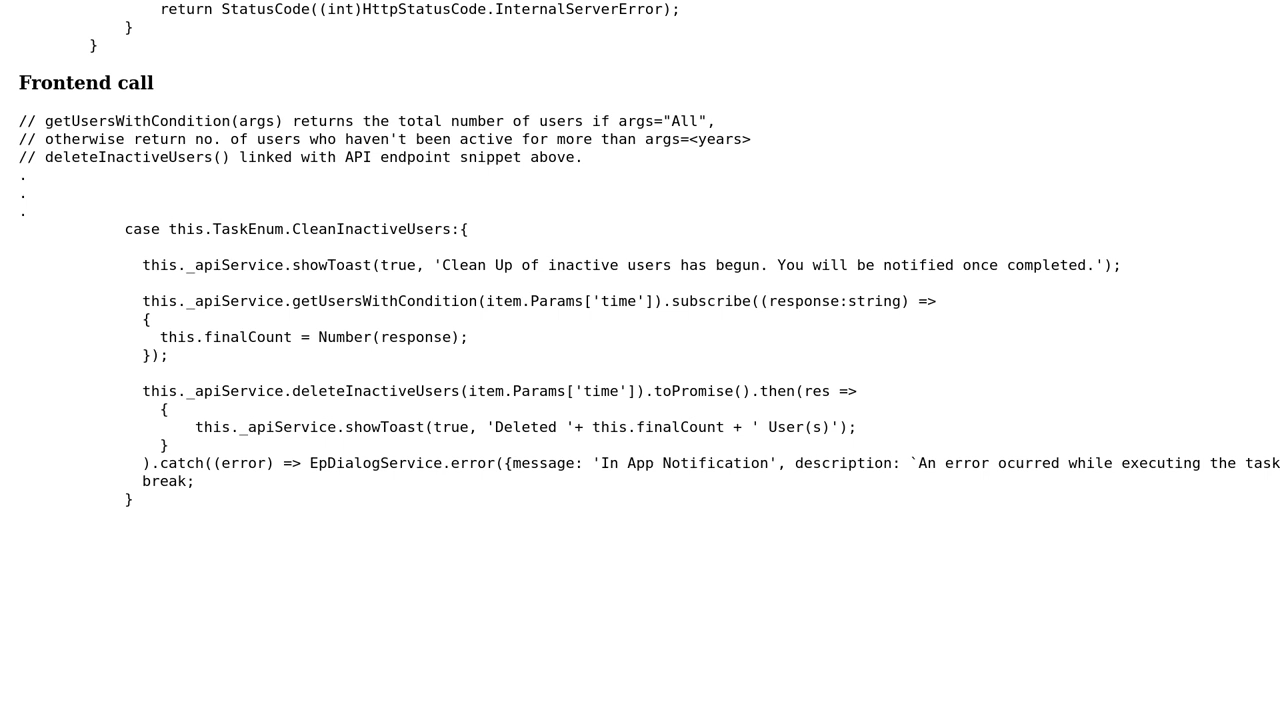 return StatusCode((int)HttpStatusCode.InternalServerError);
}
}
Frontend call
// getUsersWithCondition(args) returns the total number of users if args="All",
// otherwise return no. of users who haven't been active for more than args=<years>
// deleteInactiveUsers() linked with API endpoint snippet above.
.
.
.
case this.TaskEnum.CleanInactiveUsers:{
this._apiService.showToast(true, 'Clean Up of inactive users has begun. You will be notified once completed.');
this._apiService.getUsersWithCondition(item.Params['time']).subscribe((response:string) =>
{
this.finalCount = Number(response);
});
this._apiService.deleteInactiveUsers(item.Params['time']).toPromise().then(res =>
{
this._apiService.showToast(true, 'Deleted '+ this.finalCount + ' User(s)');
}
).catch((error) => EpDialogService.error({message: 'In App Notification', description: `An error ocurred while executing the task
break;
}